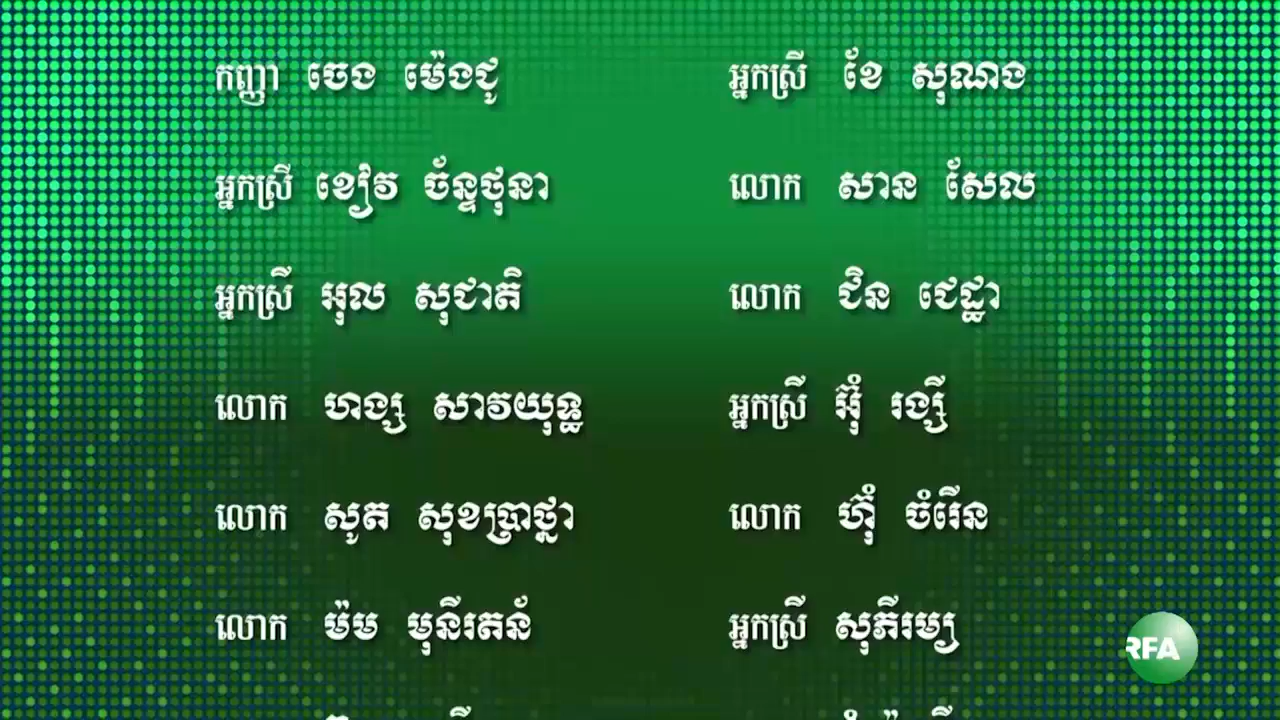 កញ្ញា ចេង ម៉េងជូ អ្នកស្រី ខែ សុណង
អ្នកស្រី ខៀវ ច័ន្ទថុនា លោក សាន សែល
អ្នកស្រី អុល សុជាតិ លោក ជិន ជេដ្ឋា
លោក ហង្ស សាវយុទ្ធ អ្នកស្រី អ៊ុំ រង្សី
លោក សូត សុខប្រាថ្នា លោក ហ៊ុំ ចំរើន
លោក ម៉ម មុនីរតន៍ អ្នកស្រី សុភីរម្យ
RFA